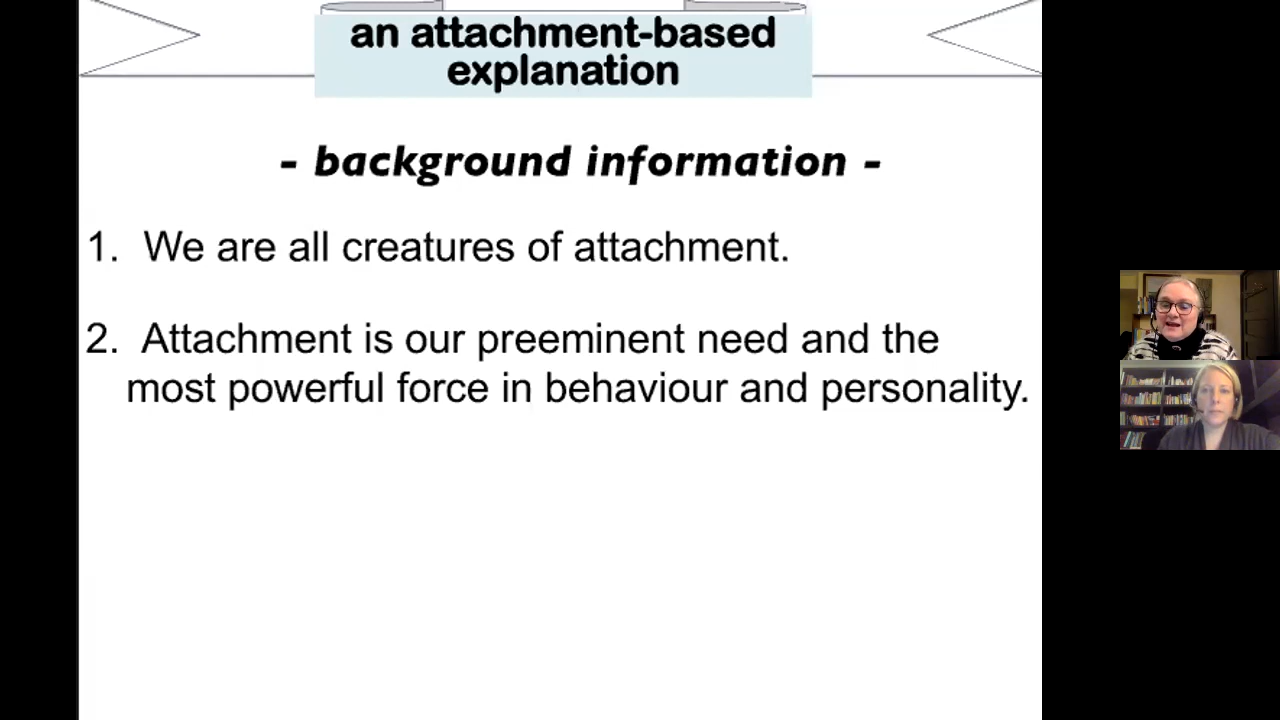 an attachment-based
explanation
- background information -
1. We are all creatures of attachment.
2. Attachment is our preeminent need and the
most powerful force in behaviour and personality.